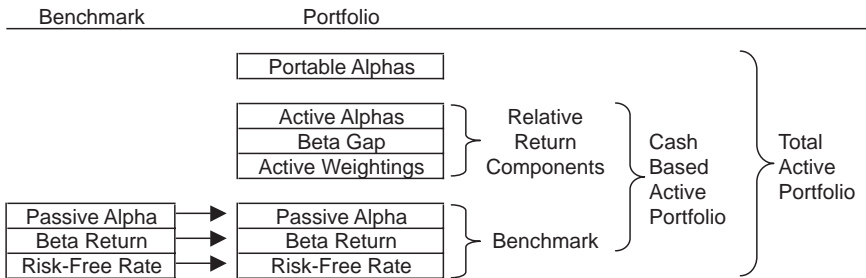 Benchmark Portfolio
Portable Alphas
Active Alphas
Beta Gap
Active Weightings
Relative
Return
Components
Cash
Based
Active
Portfolio
Total
Active
Portfolio
Passive Alpha
Beta Return
Risk-Free Rate
Passive Alpha
Beta Return
Risk-Free Rate
Benchmark